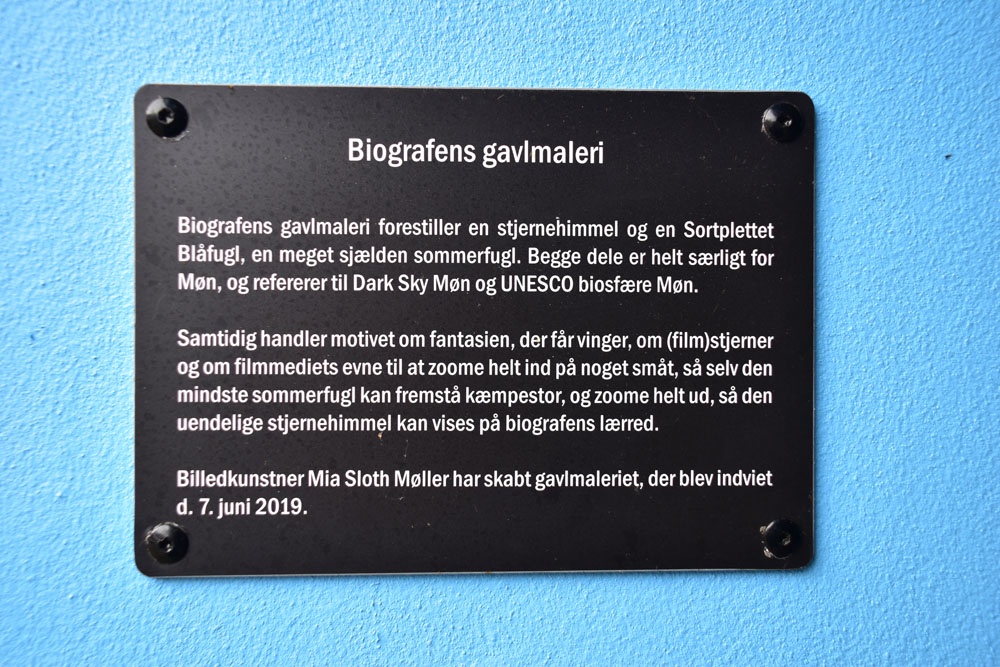 Biografens gavlmaleri
Biografens gavlmaleri forestiller en stjernehimmel og en Sortplettet
Blåfugl, en meget sjælden sommerfugl. Begge dele er helt særligt for
Møn, og refererer til Dark Sky Møn og UNESCO biosfære Møn.
Samtidig handler motivet om fantasien, der får vinger, om (film)stjerner
og om filmmediets evne til at zoome helt ind på noget småt, så selv den
mindste sommerfugl kan fremstå kæmpestor, og zoome helt ud, så den
uendelige stjernehimmel kan vises på biografens lærred.
Billedkunstner Mia Sloth Møller har skabt gavlmaleriet, der blev indviet
d. 7. juni 2019.